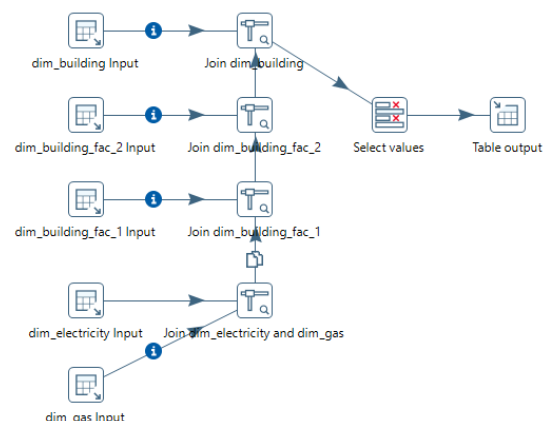 dim_building Input
Join dim_building
dim_building_fac_2 Input
Join dim_building_fac_2
Select values
Table output
dim_building_fac_1 Input
Join dim_building_fac_1
dim_electricity Input
Join dim_electricity and dim_gas
dim_gas Input